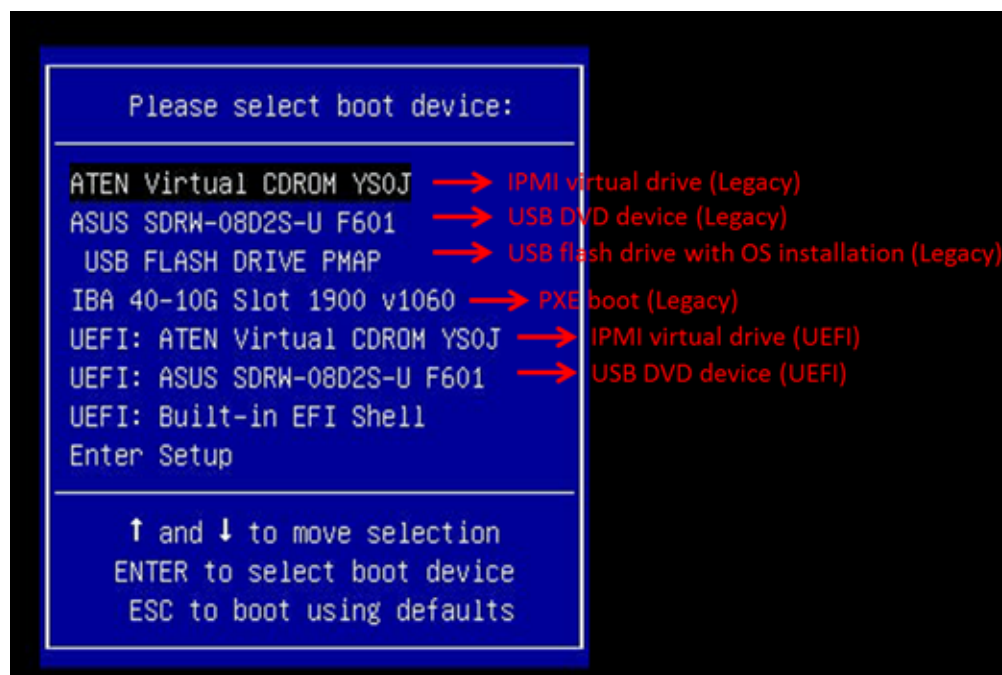 Please select boot device:
ATEN Virtual CDROM YS0J → IPMI virtual drive (Legacy)
ASUS SDRW-08D2S-U F601 → USB DVD device (Legacy)
USB FLASH DRIVE PMAP → USB flash drive with OS installation (Legacy)
IBA 40-10G Slot 1900 v1060 → PXE boot (Legacy)
UEFI: ATEN Virtual CDROM YS0J → IPMI virtual drive (UEFI)
UEFI: ASUS SDRW-08D2S-U F601 → USB DVD device (UEFI)
UEFI: Built-in EFI Shell
Enter Setup
↑ and ↓ to move selection
ENTER to select boot device
ESC to boot using defaults